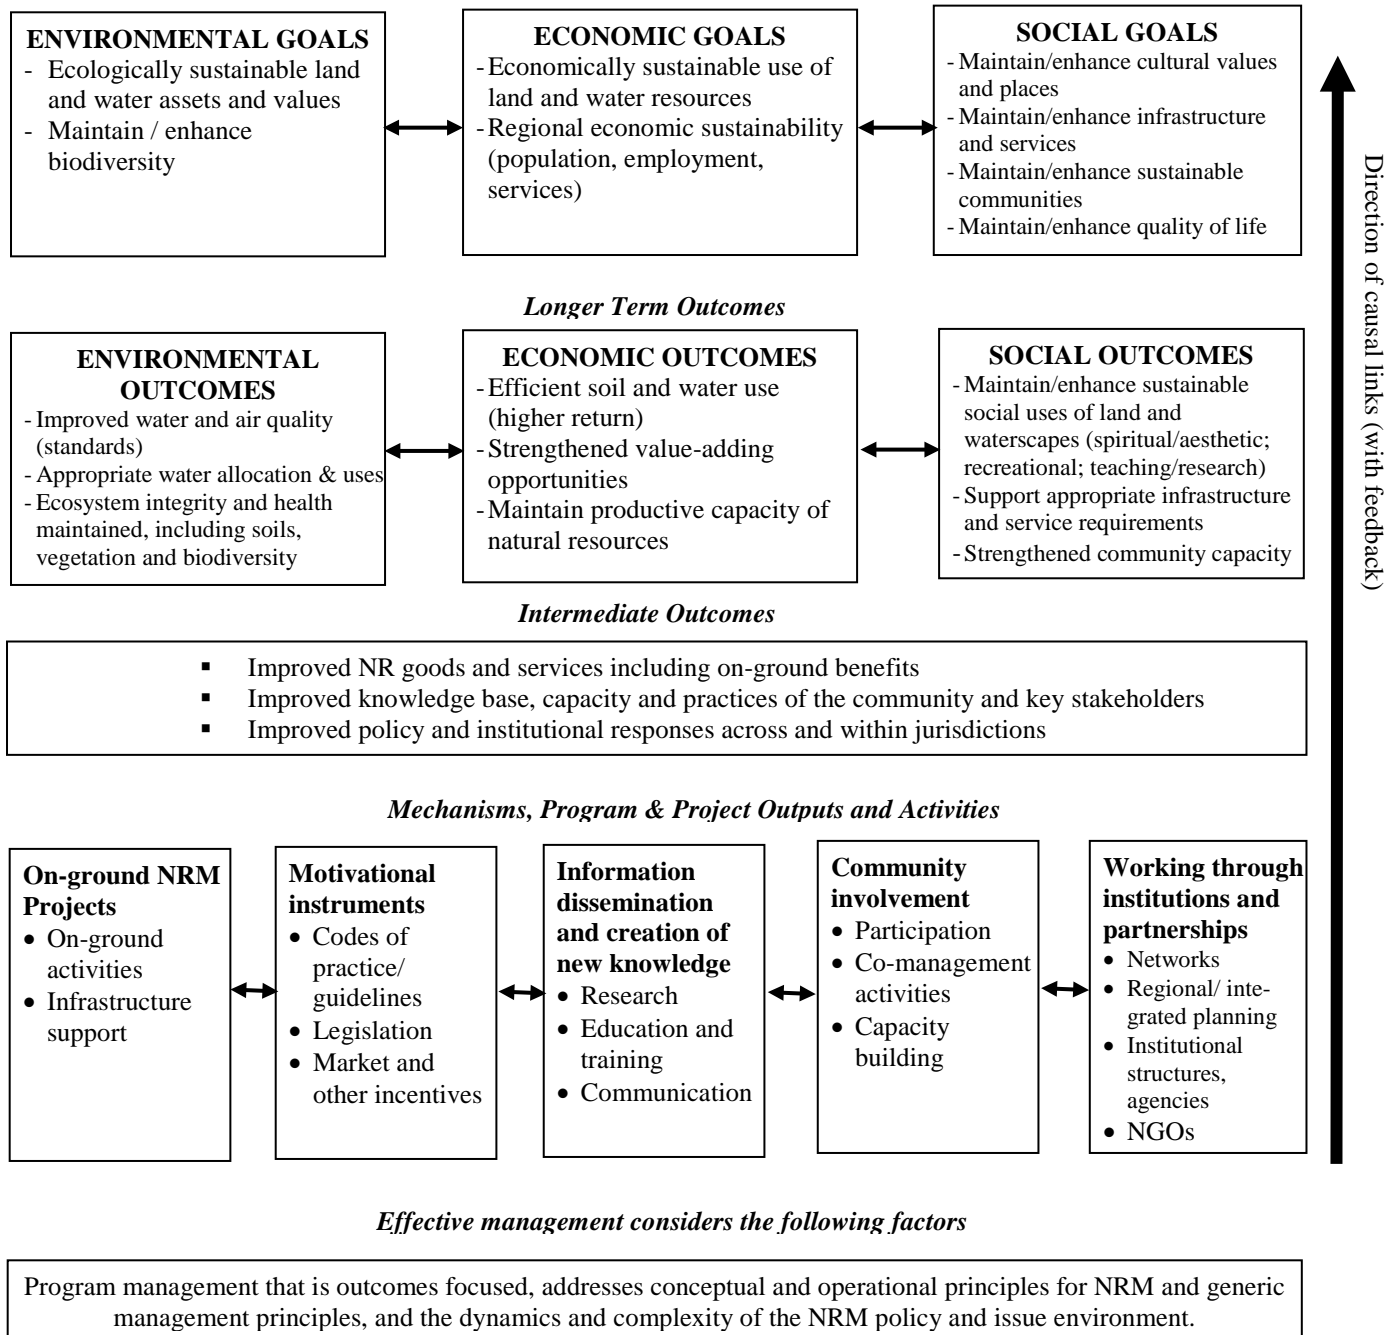 ENVIRONMENTAL GOALS
- Ecologically sustainable land
and water assets and values
- Maintain / enhance
biodiversity
ECONOMIC GOALS
- Economically sustainable use of
land and water resources
- Regional economic sustainability
(population, employment,
services)
SOCIAL GOALS
- Maintain/enhance cultural values
and places
- Maintain/enhance infrastructure
and services
- Maintain/enhance sustainable
communities
- Maintain/enhance quality of life
Direction of causal links (with feedback)
Longer Term Outcomes
ENVIRONMENTAL
OUTCOMES
- Improved water and air quality
(standards)
- Appropriate water allocation & uses
- Ecosystem integrity and health
maintained, including soils,
vegetation and biodiversity
ECONOMIC OUTCOMES
- Efficient soil and water use
(higher return)
- Strengthened value-adding
opportunities
- Maintain productive capacity of
natural resources
SOCIAL OUTCOMES
- Maintain/enhance sustainable
social uses of land and
waterscapes (spiritual/aesthetic;
recreational; teaching/research)
- Support appropriate infrastructure
and service requirements
- Strengthened community capacity
Intermediate Outcomes
▪ Improved NR goods and services including on-ground benefits
▪ Improved knowledge base, capacity and practices of the community and key stakeholders
▪ Improved policy and institutional responses across and within jurisdictions
Mechanisms, Program & Project Outputs and Activities
On-ground NRM
Projects
• On-ground
activities
• Infrastructure
support
Motivational
instruments
• Codes of
practice/
guidelines
• Legislation
• Market and
other incentives
Information
dissemination
and creation of
new knowledge
• Research
• Education and
training
• Communication
Community
involvement
• Participation
• Co-management
activities
• Capacity
building
Working through
institutions and
partnerships
• Networks
• Regional/ inte-
grated planning
• Institutional
structures,
agencies
• NGOs
Effective management considers the following factors
Program management that is outcomes focused, addresses conceptual and operational principles for NRM and generic
management principles, and the dynamics and complexity of the NRM policy and issue environment.